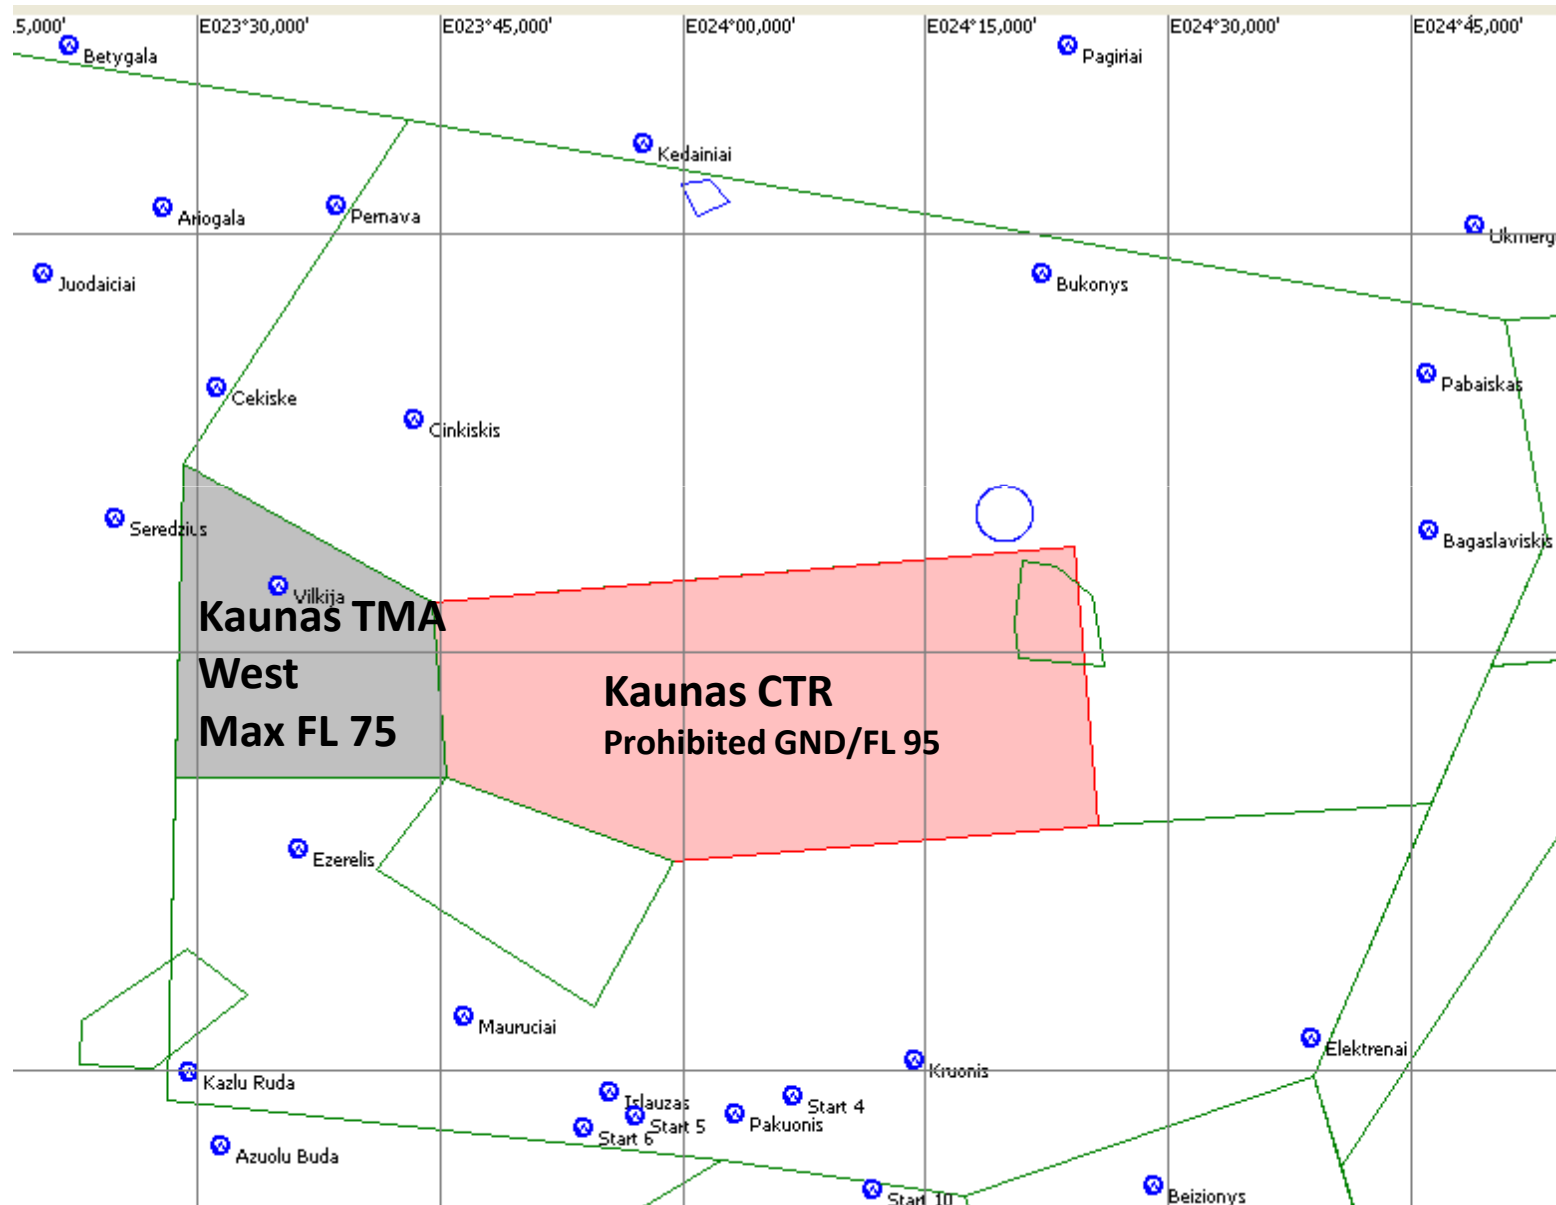 .5,000'
E023°30,000'
E023°45,000'
E024°00,000'
E024°15,000'
E024°30,000'
E024°45,000'
Betygala
Pagiriai
Kedainiai
Ariogala
Pernava
Ukmerg
Juodaiciai
Bukonys
Cekiske
Pabaiskas
Cinkiskis
Seredzius
Bagaslaviskis
Vilkija
Kaunas TMA
West
Max FL 75
Kaunas CTR
Prohibited GND/FL 95
Ezerelis
Mauruciai
Elektrenai
Kruonis
Kazlu Ruda
Islauzas
Start 4
Start 5
Pakuonis
Start 6
Azuolu Buda
Start 10
Beizionys